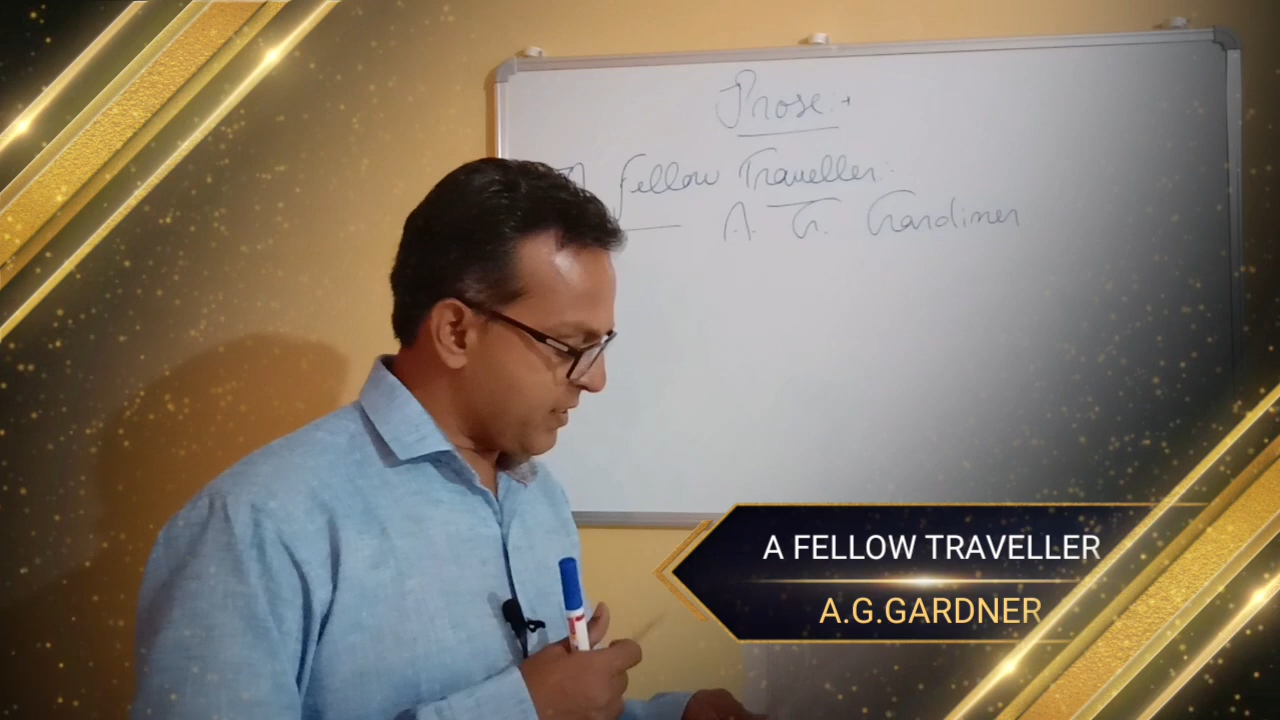 Prose:-
Fellow Traveller:
A. G. Gardiner
A FELLOW TRAVELLER
A.G.GARDNER